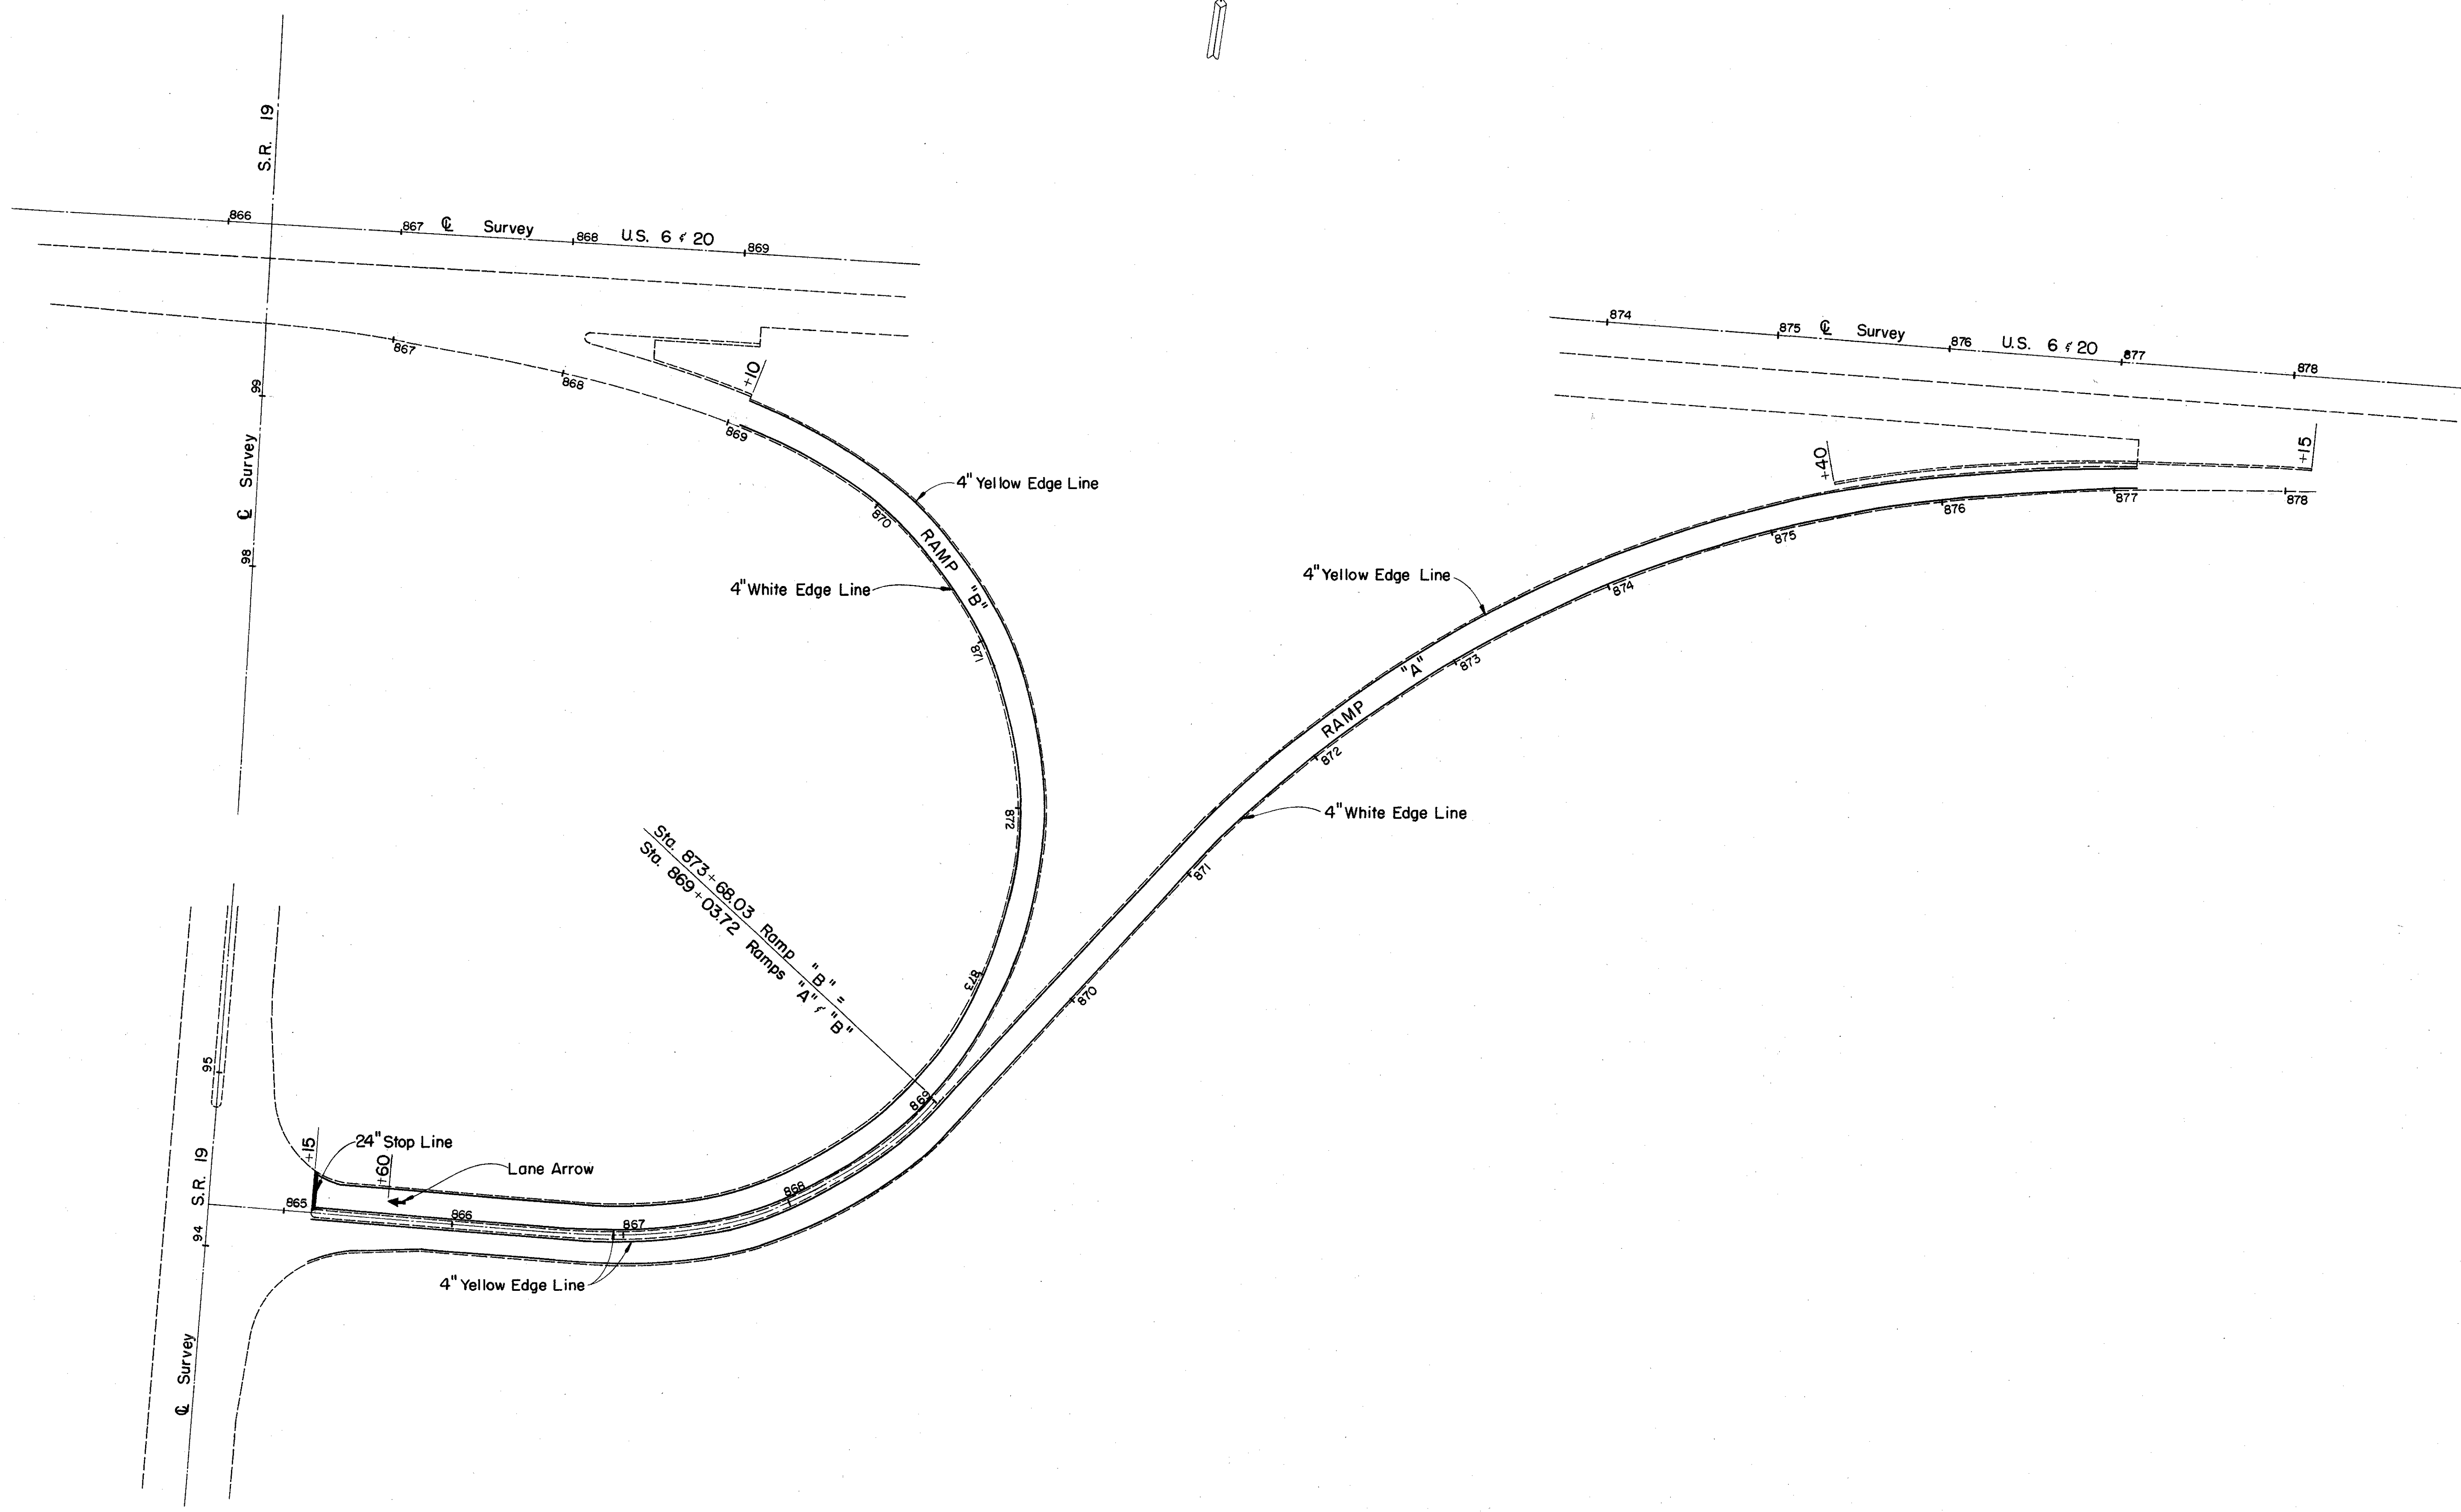 S.R. 19
866
867 ℄ Survey 868 U.S. 6 & 20 869
867
868
869
+10
99
℄ Survey
98
874
875 ℄ Survey 876 U.S. 6 & 20 877
878
+40
+15
877
878
876
875
874
873
872
871
870
4" Yellow Edge Line
870
RAMP "B"
4" White Edge Line
871
872
873
4" Yellow Edge Line
RAMP "A"
4" White Edge Line
Sta. 873+68.03 Ramp "B" =
Sta. 869+03.72 Ramps "A" & "B"
869
95
+15
24" Stop Line
+60
Lane Arrow
S.R. 19
865
866
867
868
94
4" Yellow Edge Line
℄ Survey